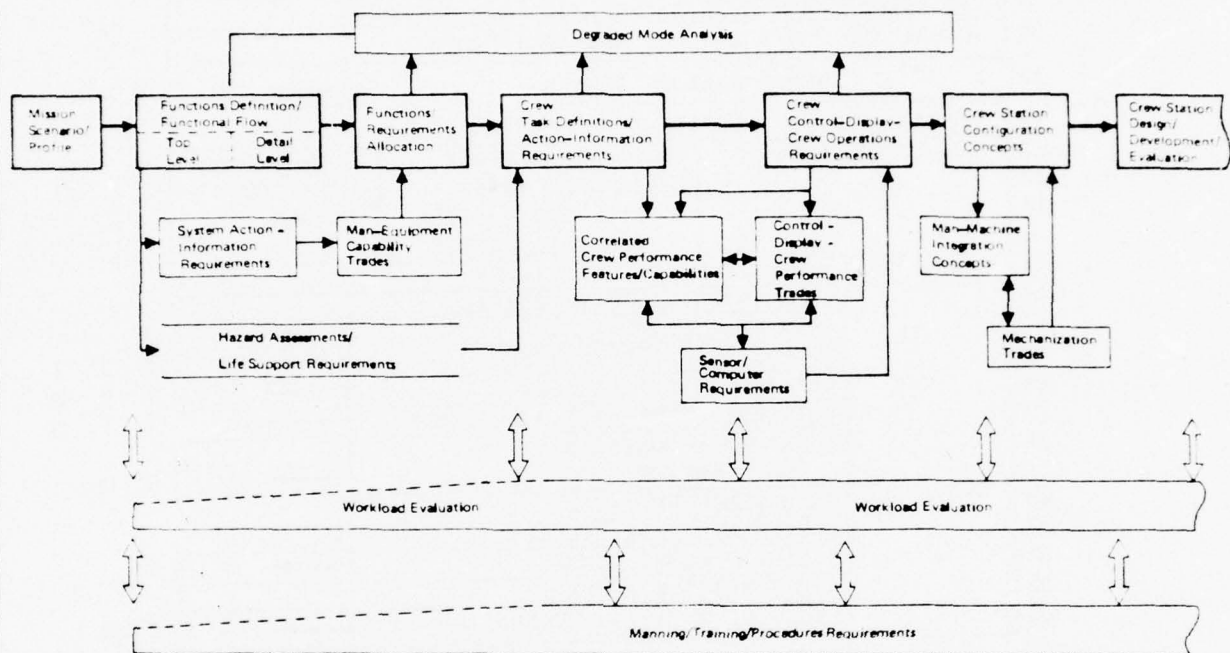 Degraded Mode Analysis
Mission
Scenario/
Profile
Functions Definition/
Functional Flow
Top
Level
Detail
Level
Functions
Requirements
Allocation
Crew
Task Definitions/
Action-Information
Requirements
Crew
Control-Display-
Crew Operations
Requirements
Crew Station
Configuration
Concepts
Crew Station
Design/
Development/
Evaluation
System Action -
Information
Requirements
Man-Equipment
Capability
Trades
Correlated
Crew Performance
Features/Capabilities
Control -
Display -
Crew
Performance
Trades
Man-Machine
Integration
Concepts
Hazard Assessments/
Life Support Requirements
Sensor/
Computer
Requirements
Mechanization
Trades
Workload Evaluation
Workload Evaluation
Manning/Training/Procedures Requirements